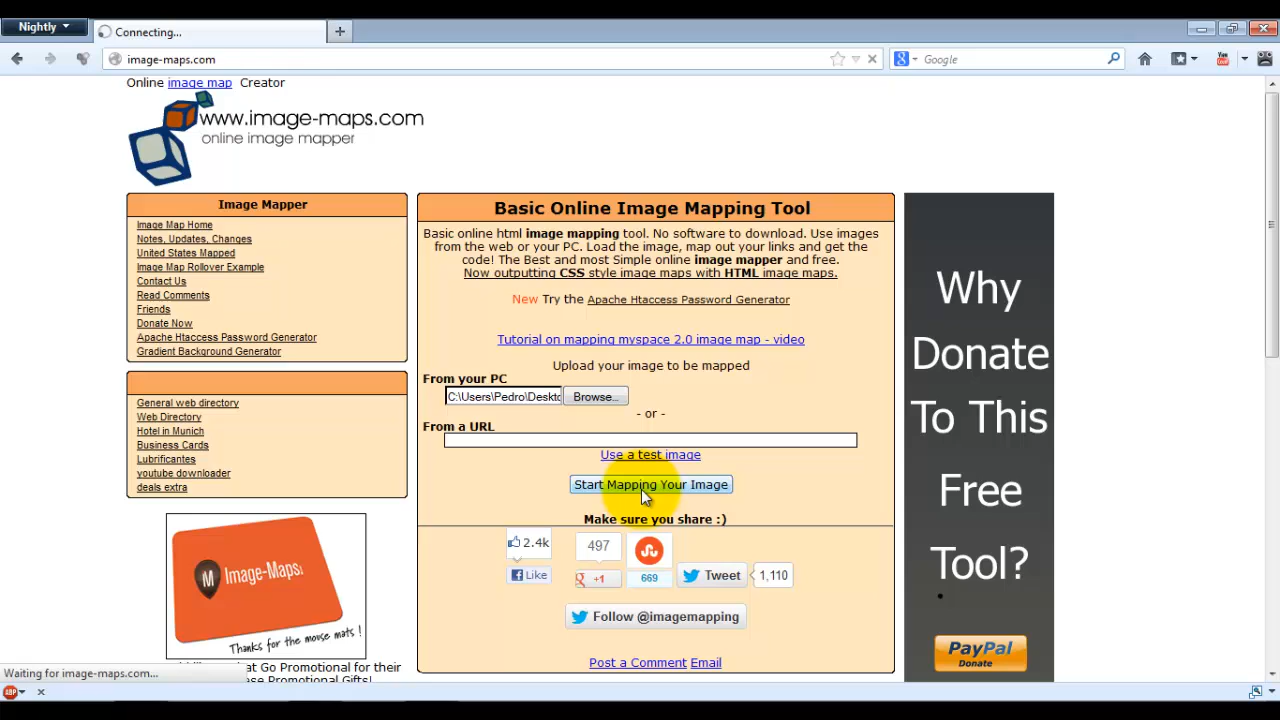 Nightly
Connecting...
image-maps.com
Google
Online image map Creator
www.image-maps.com
online image mapper
Image Mapper
Image Map Home
Notes, Updates, Changes
United States Mapped
Image Map Rollover Example
Contact Us
Read Comments
Friends
Donate Now
Apache Htaccess Password Generator
Gradient Background Generator
General web directory
Web Directory
Hotel in Munich
Business Cards
Lubrificantes
youtube downloader
deals extra
M Image-Maps.
Thanks for the mouse mats !
at Go Promotional for their
ese Promotional Gifts!
Basic Online Image Mapping Tool
Basic online html image mapping tool. No software to download. Use images
from the web or your PC. Load the image, map out your links and get the
code! The Best and most Simple online image mapper and free.
Now outputting CSS style image maps with HTML image maps.
New Try the Apache Htaccess Password Generator
Tutorial on mapping myspace 2.0 image map - video
Upload your image to be mapped
From your PC
C:\Users\Pedro\Deskto
Browse...
- or -
From a URL
Use a test image
Start Mapping Your Image
Make sure you share :)
2.4k
497
Like
+1
669
Tweet
1,110
Follow @imagemapping
Post a Comment Email
Why
Donate
To This
Free
Tool?
PayPal
Donate
Waiting for image-maps.com...
ABP